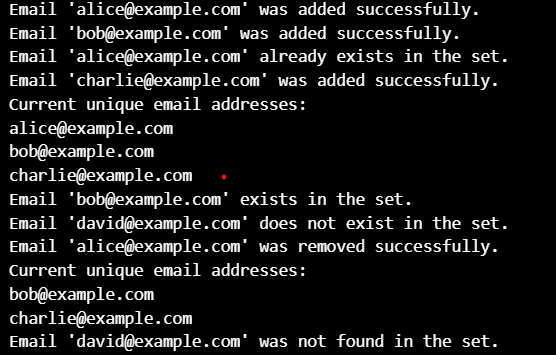 Email 'alice@example.com' was added successfully.
Email 'bob@example.com' was added successfully.
Email 'alice@example.com' already exists in the set.
Email 'charlie@example.com' was added successfully.
Current unique email addresses:
alice@example.com
bob@example.com
charlie@example.com
Email 'bob@example.com' exists in the set.
Email 'david@example.com' does not exist in the set.
Email 'alice@example.com' was removed successfully.
Current unique email addresses:
bob@example.com
charlie@example.com
Email 'david@example.com' was not found in the set.